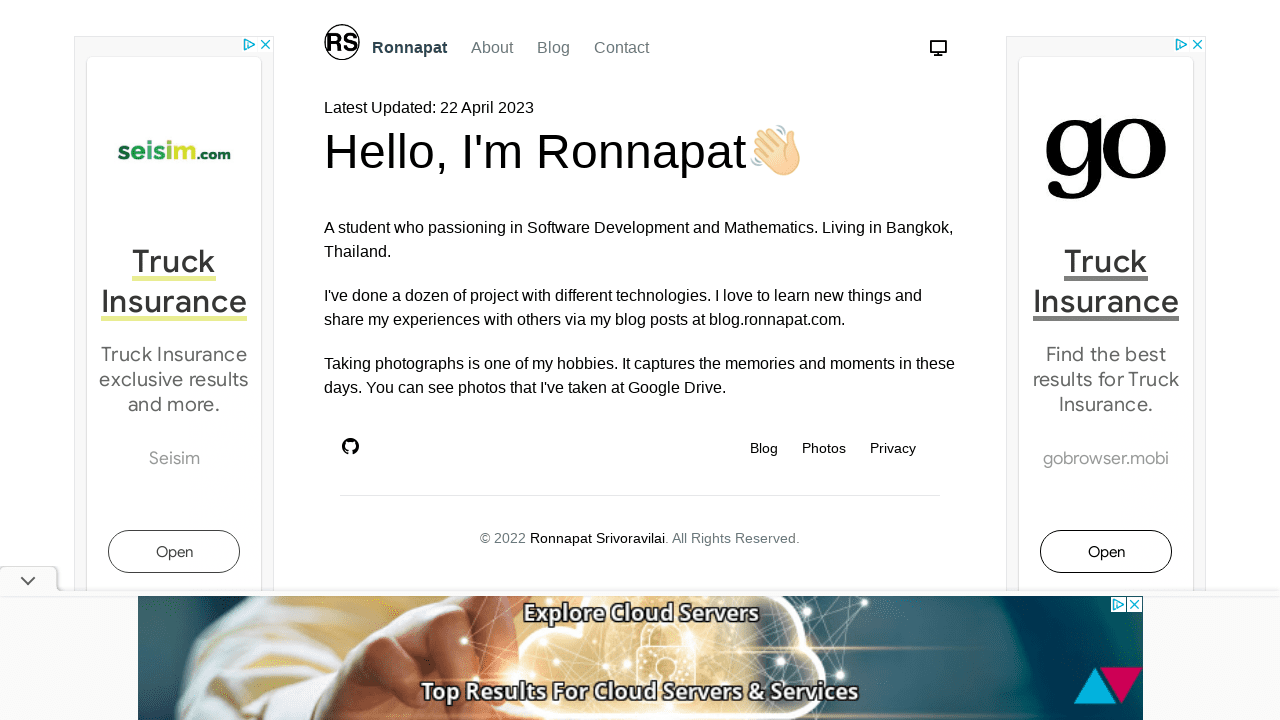 RS Ronnapat About Blog Contact
Latest Updated: 22 April 2023
Hello, I'm Ronnapat👋🏻
A student who passioning in Software Development and Mathematics. Living in Bangkok,
Thailand.
I've done a dozen of project with different technologies. I love to learn new things and
share my experiences with others via my blog posts at blog.ronnapat.com.
Taking photographs is one of my hobbies. It captures the memories and moments in these
days. You can see photos that I've taken at Google Drive.
Blog Photos Privacy
© 2022 Ronnapat Srivoravilai. All Rights Reserved.
seisim.com
Truck
Insurance
Truck Insurance
exclusive results
and more.
Seisim
Open
go
Truck
Insurance
Find the best
results for Truck
Insurance.
gobrowser.mobi
Open
Explore Cloud Servers
Top Results For Cloud Servers & Services